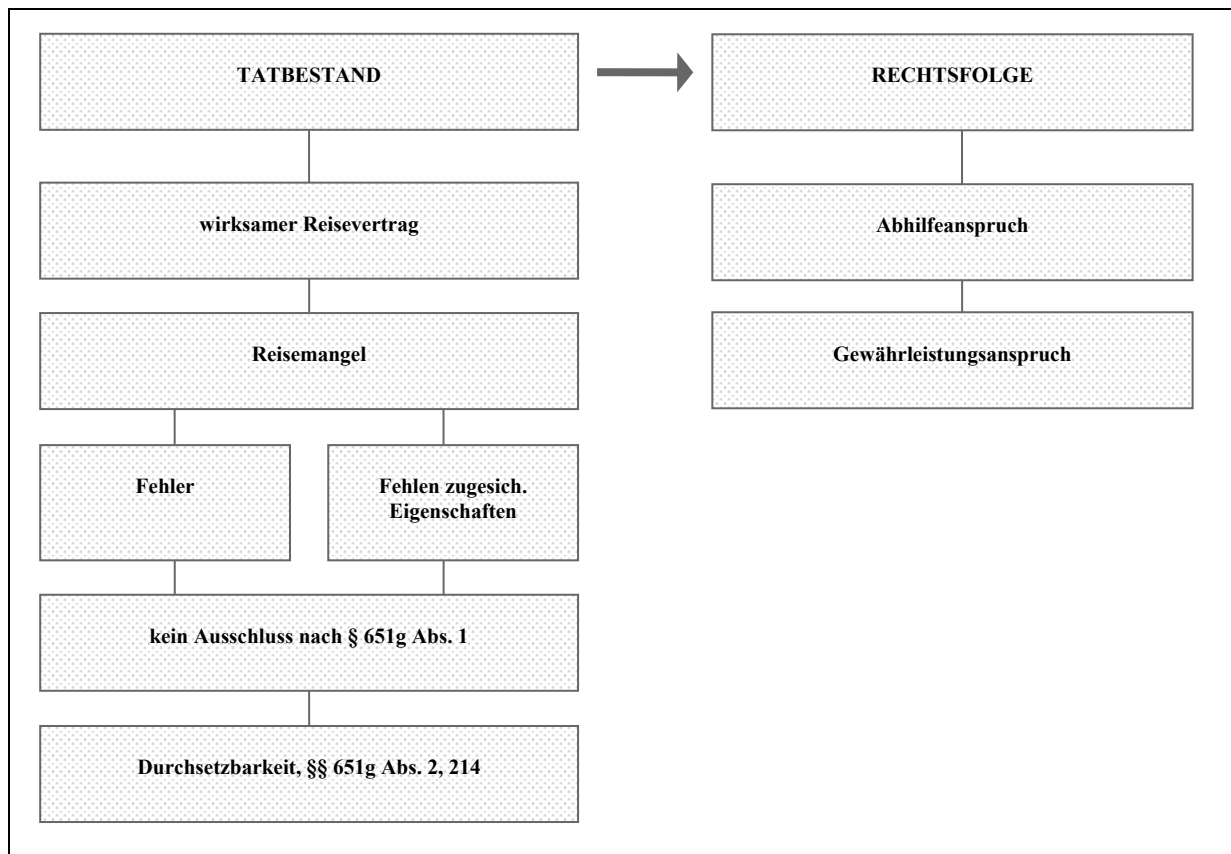 TATBESTAND
RECHTSFOLGE
wirksamer Reisevertrag
Abhilfeanspruch
Reisemangel
Gewährleistungsanspruch
Fehler
Fehlen zugesich.
Eigenschaften
kein Ausschluss nach § 651g Abs. 1
Durchsetzbarkeit, §§ 651g Abs. 2, 214